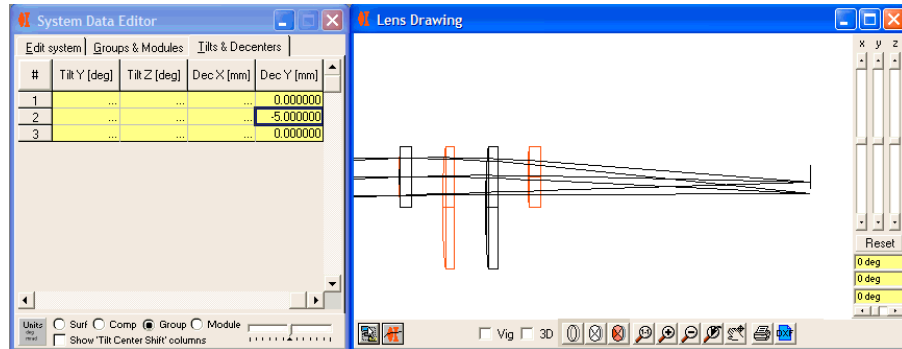 System Data Editor
Edit system Groups & Modules Tilts & Decenters
# Tilt Y [deg] Tilt Z [deg] Dec X [mm] Dec Y [mm]
1 ... ... ... 0.000000
2 ... ... ... -5.000000
3 ... ... ... 0.000000
Units deg Surf Comp Group Module
Show 'Tilt Center Shift' columns
Lens Drawing
x y z
Reset
0 deg
0 deg
0 deg
Vig 3D
DXF